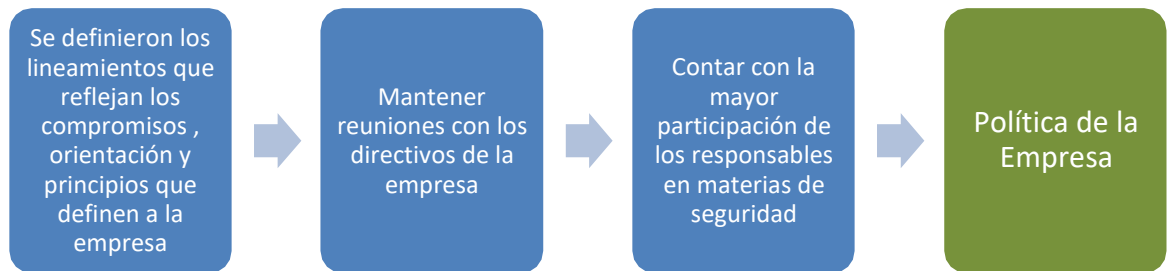 Se definieron los
lineamientos que
reflejan los
compromisos ,
orientación y
principios que
definen a la
empresa
Mantener
reuniones con los
directivos de la
empresa
Contar con la
mayor
participación de
los responsables
en materias de
seguridad
Política de la
Empresa